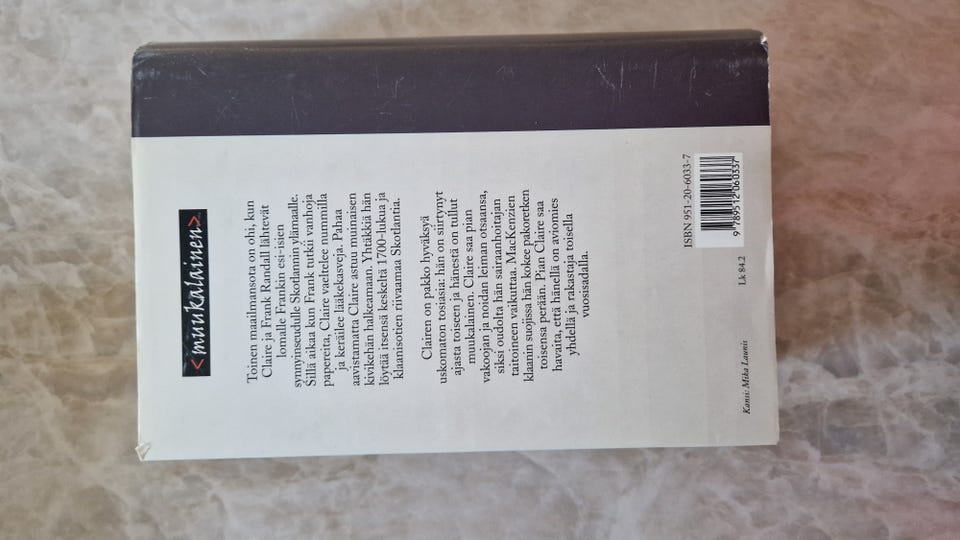 <muukalainen>
Toinen maailmansota on ohi, kun
Claire ja Frank Randall lähtevät
lomalle Frankin esi-isien
synnyinseudulle Skotlannin ylämaalle.
Sillä aikaa kun Frank tutkii vanhoja
papereita, Claire vaeltelee nummilla
ja keräilee lääkekasveja. Pahaa
aavistamatta Claire astuu muinaisen
kivikehän halkeamaan. Yhtäkkiä hän
löytää itsensä keskeltä 1700-lukua ja
klaanisotien riivaamaa Skotlantia.
Clairen on pakko hyväksyä
uskomaton tosiasia: hän on siirtynyt
ajasta toiseen ja hänestä on tullut
muukalainen. Claire saa pian
vakoojan ja noidan leiman otsaansa,
siksi oudolta hän sairaanhoitajan
taitoineen vaikuttaa. MacKenzien
klaanin suojissa hän kokee pakoretken
toisensa perään. Pian Claire saa
havaita, että hänellä on aviomies
yhdellä ja rakastaja toisella
vuosisadalla.
ISBN 951-20-6033-7
9 789512 060337
Lk 84.2
Kansi: Mika Launis